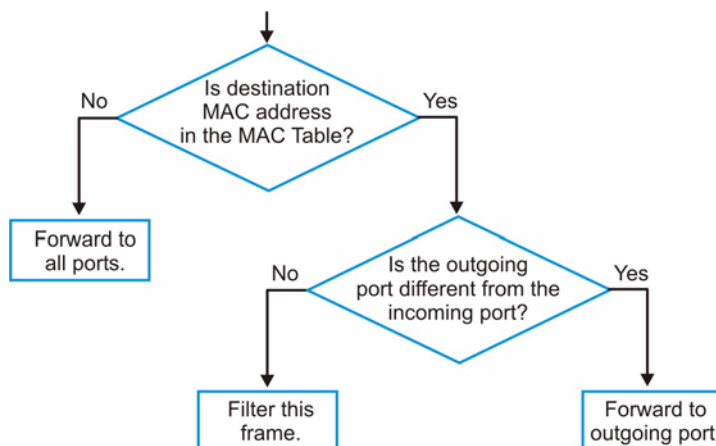 Is destination
MAC address
in the MAC Table?
No
Yes
Forward to
all ports.
Is the outgoing
port different from the
incoming port?
No
Yes
Filter this
frame.
Forward to
outgoing port